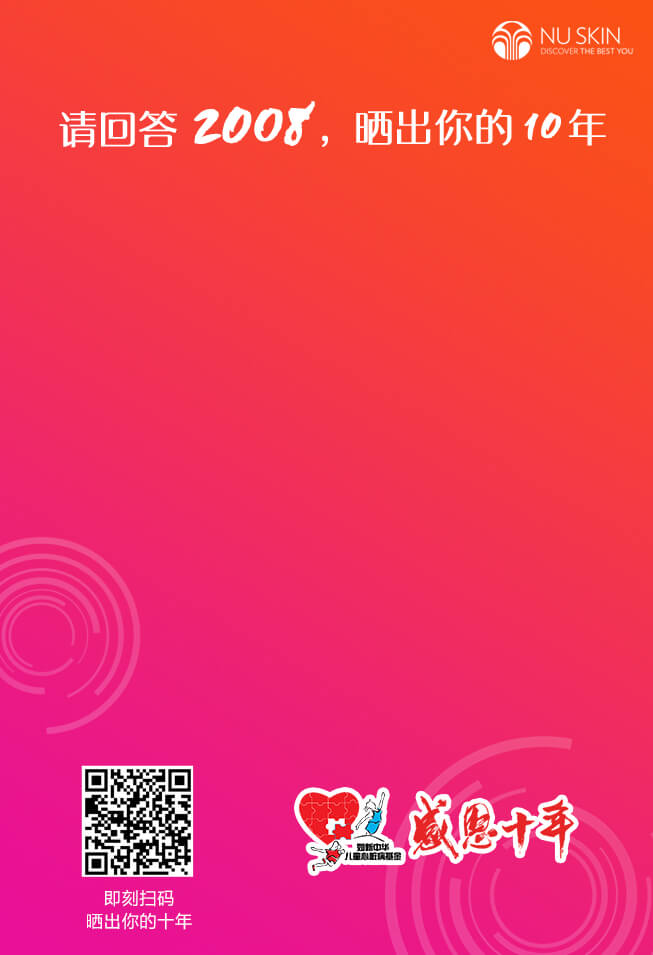 NU SKIN
DISCOVER THE BEST YOU
请回答 2008，晒出你的 10 年
如新中华
儿童心脏病基金
感恩十年
即刻扫码
晒出你的十年